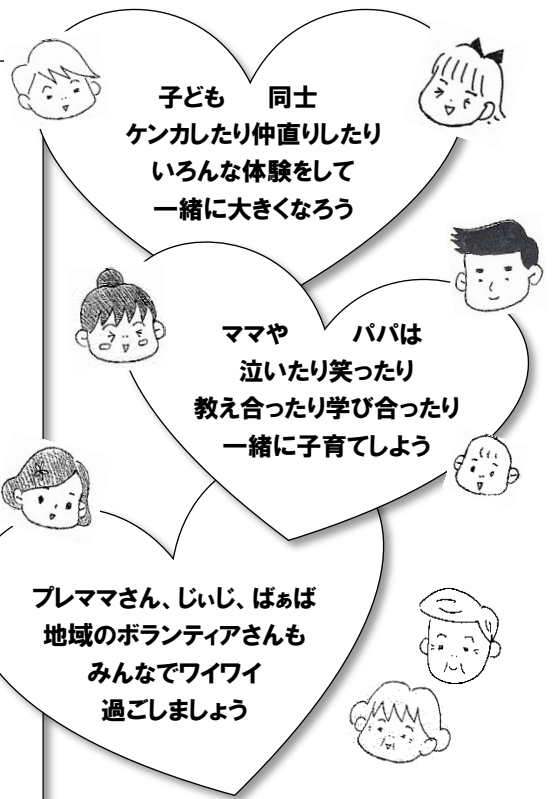 子ども　同士
ケンカしたり仲直りしたり
いろんな体験をして
一緒に大きくなろう
ママや　パパは
泣いたり笑ったり
教え合ったり学び合ったり
一緒に子育てしよう
プレママさん、じぃじ、ばぁば
地域のボランティアさんも
みんなでワイワイ
過ごしましょう